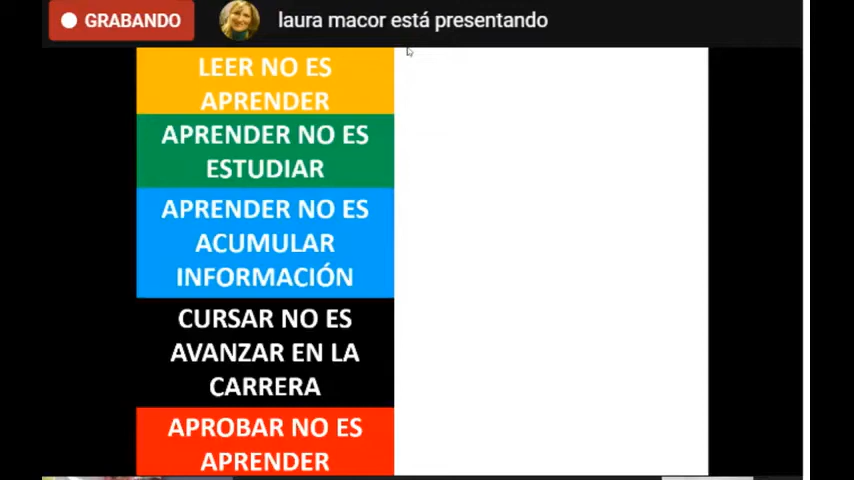 GRABANDO
laura macor está presentando
LEER NO ES
APRENDER
APRENDER NO ES
ESTUDIAR
APRENDER NO ES
ACUMULAR
INFORMACIÓN
CURSAR NO ES
AVANZAR EN LA
CARRERA
APROBAR NO ES
APRENDER